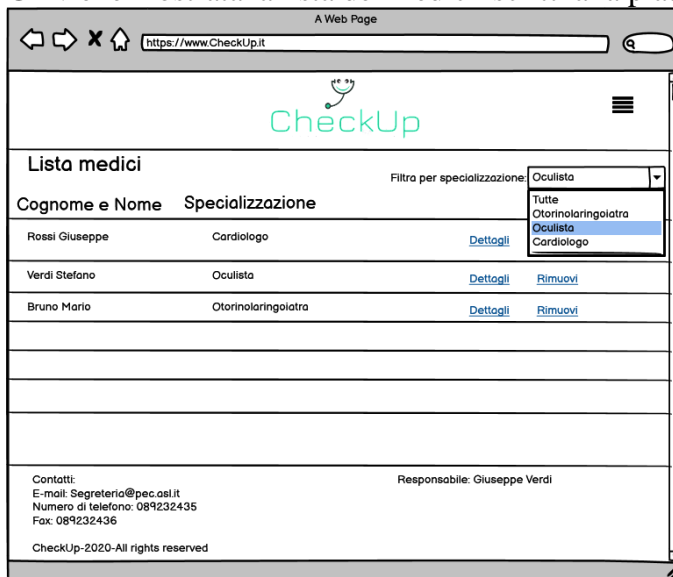 A Web Page
https://www.CheckUp.it
CheckUp
Lista medici
Filtra per specializzazione: Oculista
Tutte
Otorinolaringoiatra
Oculista
Cardiologo
Cognome e Nome Specializzazione
Rossi Giuseppe Cardiologo Dettagli
Verdi Stefano Oculista Dettagli Rimuovi
Bruno Mario Otorinolaringoiatra Dettagli Rimuovi
Contatti:
E-mail: Segreteria@pec.asl.it
Numero di telefono: 089232435
Fax: 089232436
Responsabile: Giuseppe Verdi
CheckUp-2020-All rights reserved